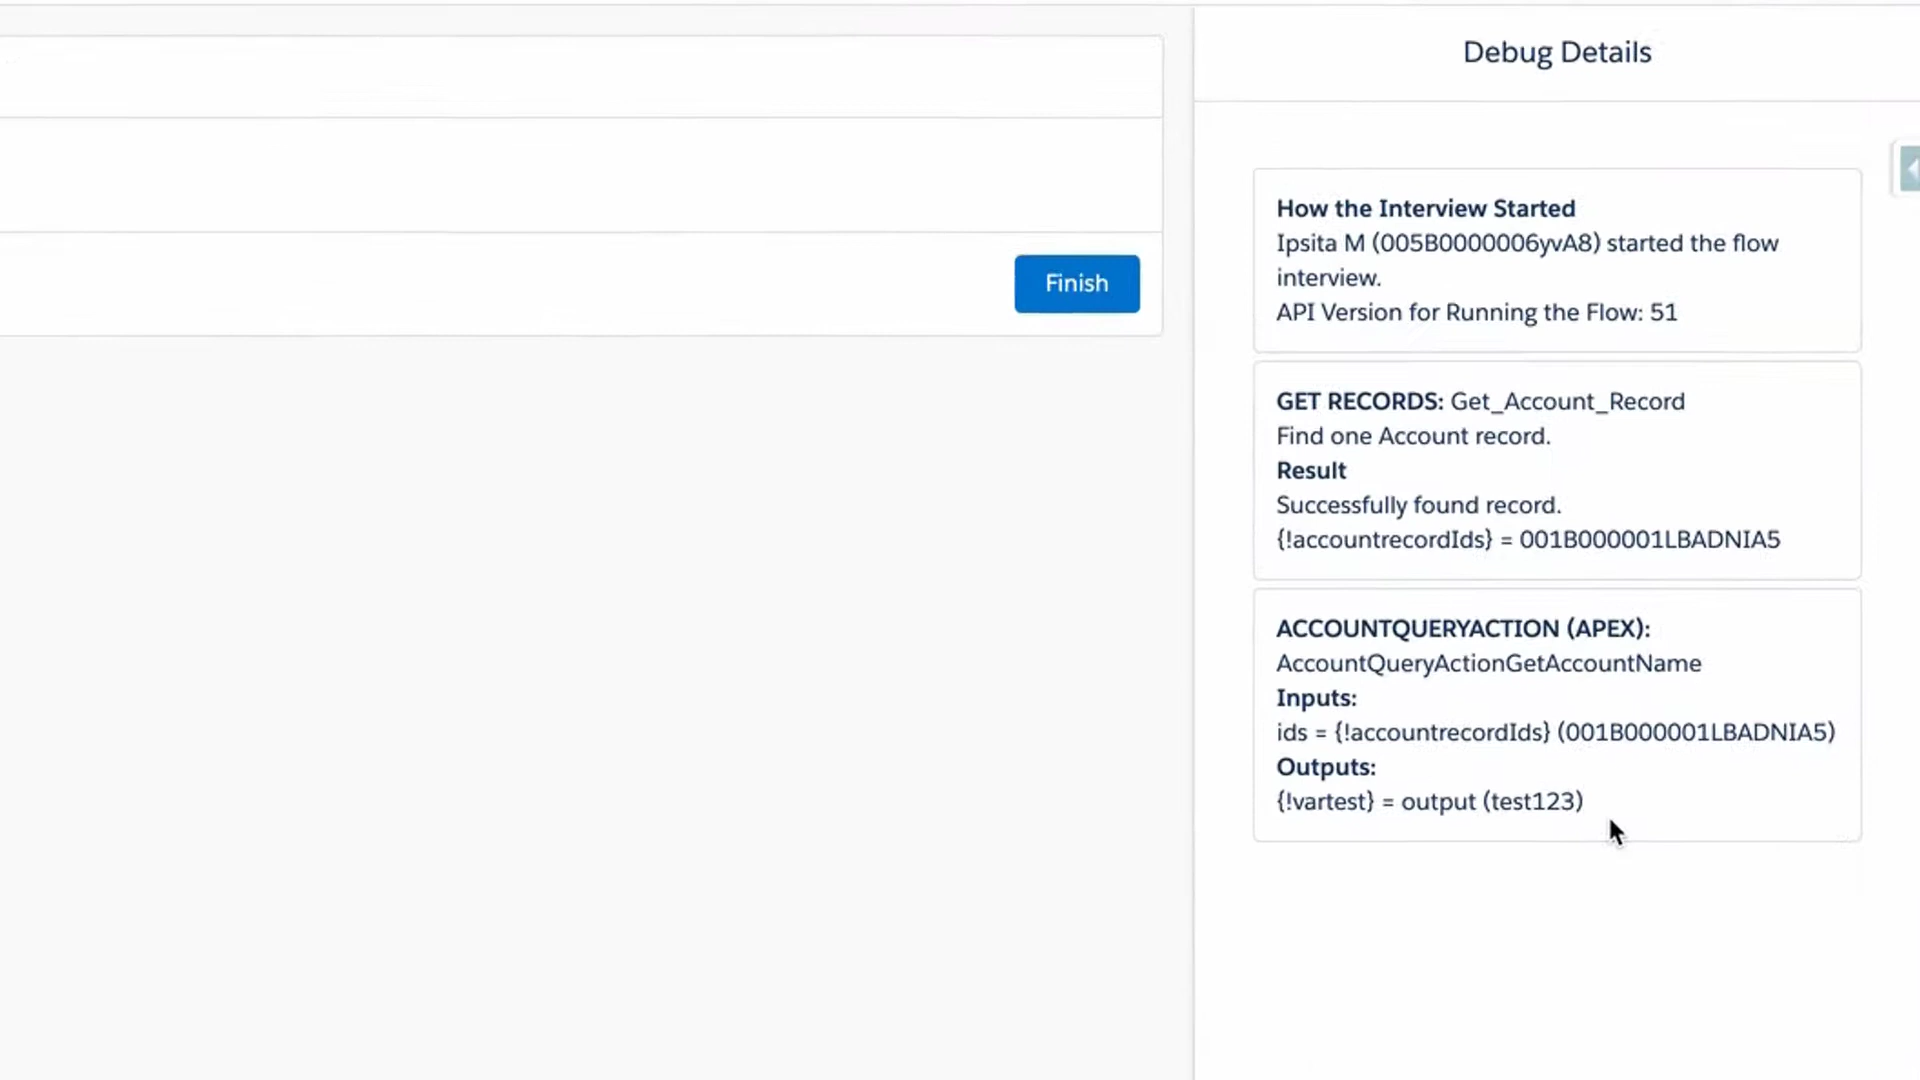 Debug Details
How the Interview Started
Ipsita M (005B0000006yvA8) started the flow
interview.
API Version for Running the Flow: 51
Finish
GET RECORDS: Get_Account_Record
Find one Account record.
Result
Successfully found record.
{!accountrecordIds} = 001B000001LBADNIA5
ACCOUNTQUERYACTION (APEX):
AccountQueryActionGetAccountName
Inputs:
ids = {!accountrecordIds} (001B000001LBADNIA5)
Outputs:
{!vartest} = output (test123)